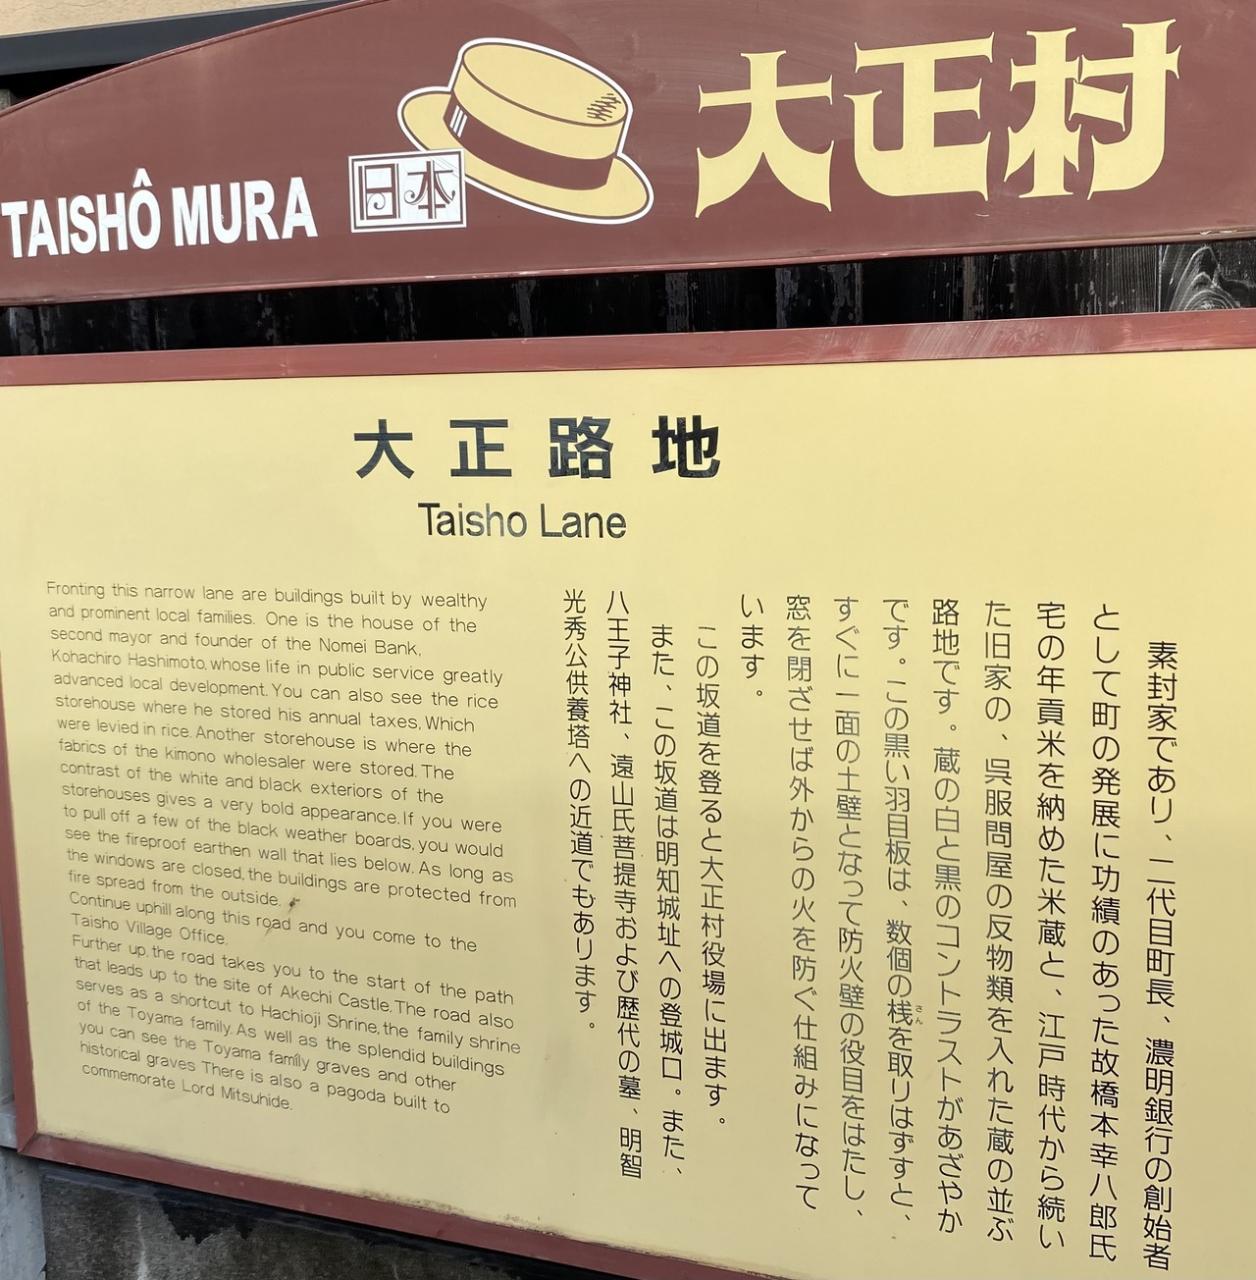 TAISHÔ MURA
日本
大正村
大正路地
Taisho Lane
Fronting this narrow lane are buildings built by wealthy
and prominent local families. One is the house of the
second mayor and founder of the Nomei Bank,
Kohachiro Hashimoto, whose life in public service greatly
advanced local development. You can also see the rice
storehouse where he stored his annual taxes, Which
were levied in rice. Another storehouse is where the
fabrics of the kimono wholesaler were stored. The
contrast of the white and black exteriors of the
storehouses gives a very bold appearance. If you were
to pull off a few of the black weather boards, you would
see the fireproof earthen wall that lies below. As long as
the windows are closed, the buildings are protected from
fire spread from the outside.
Continue uphill along this road and you come to the
Taisho Village Office.
Further up, the road takes you to the start of the path
that leads up to the site of Akechi Castle. The road also
serves as a shortcut to Hachioji Shrine, the family shrine
of the Toyama family. As well as the splendid buildings
you can see the Toyama family graves and other
historical graves There is also a pagoda built to
commemorate Lord Mitsuhide.
素封家であり、二代目町長、濃明銀行の創始者
として町の発展に功績のあった故橋本幸八郎氏
宅の年貢米を納めた米蔵と、江戸時代から続い
た旧家の、呉服問屋の反物類を入れた蔵の並ぶ
路地です。蔵の白と黒のコントラストがあざやか
です。この黒い羽目板は、数個の桟を取りはずすと、
さん
すぐに一面の土壁となって防火壁の役目をはたし、
窓を閉ざせば外からの火を防ぐ仕組みになって
います。
この坂道を登ると大正村役場に出ます。
また、この坂道は明知城址への登城口。また、
八王子神社、遠山氏菩提寺および歴代の墓、明智
光秀公供養塔への近道でもあります。